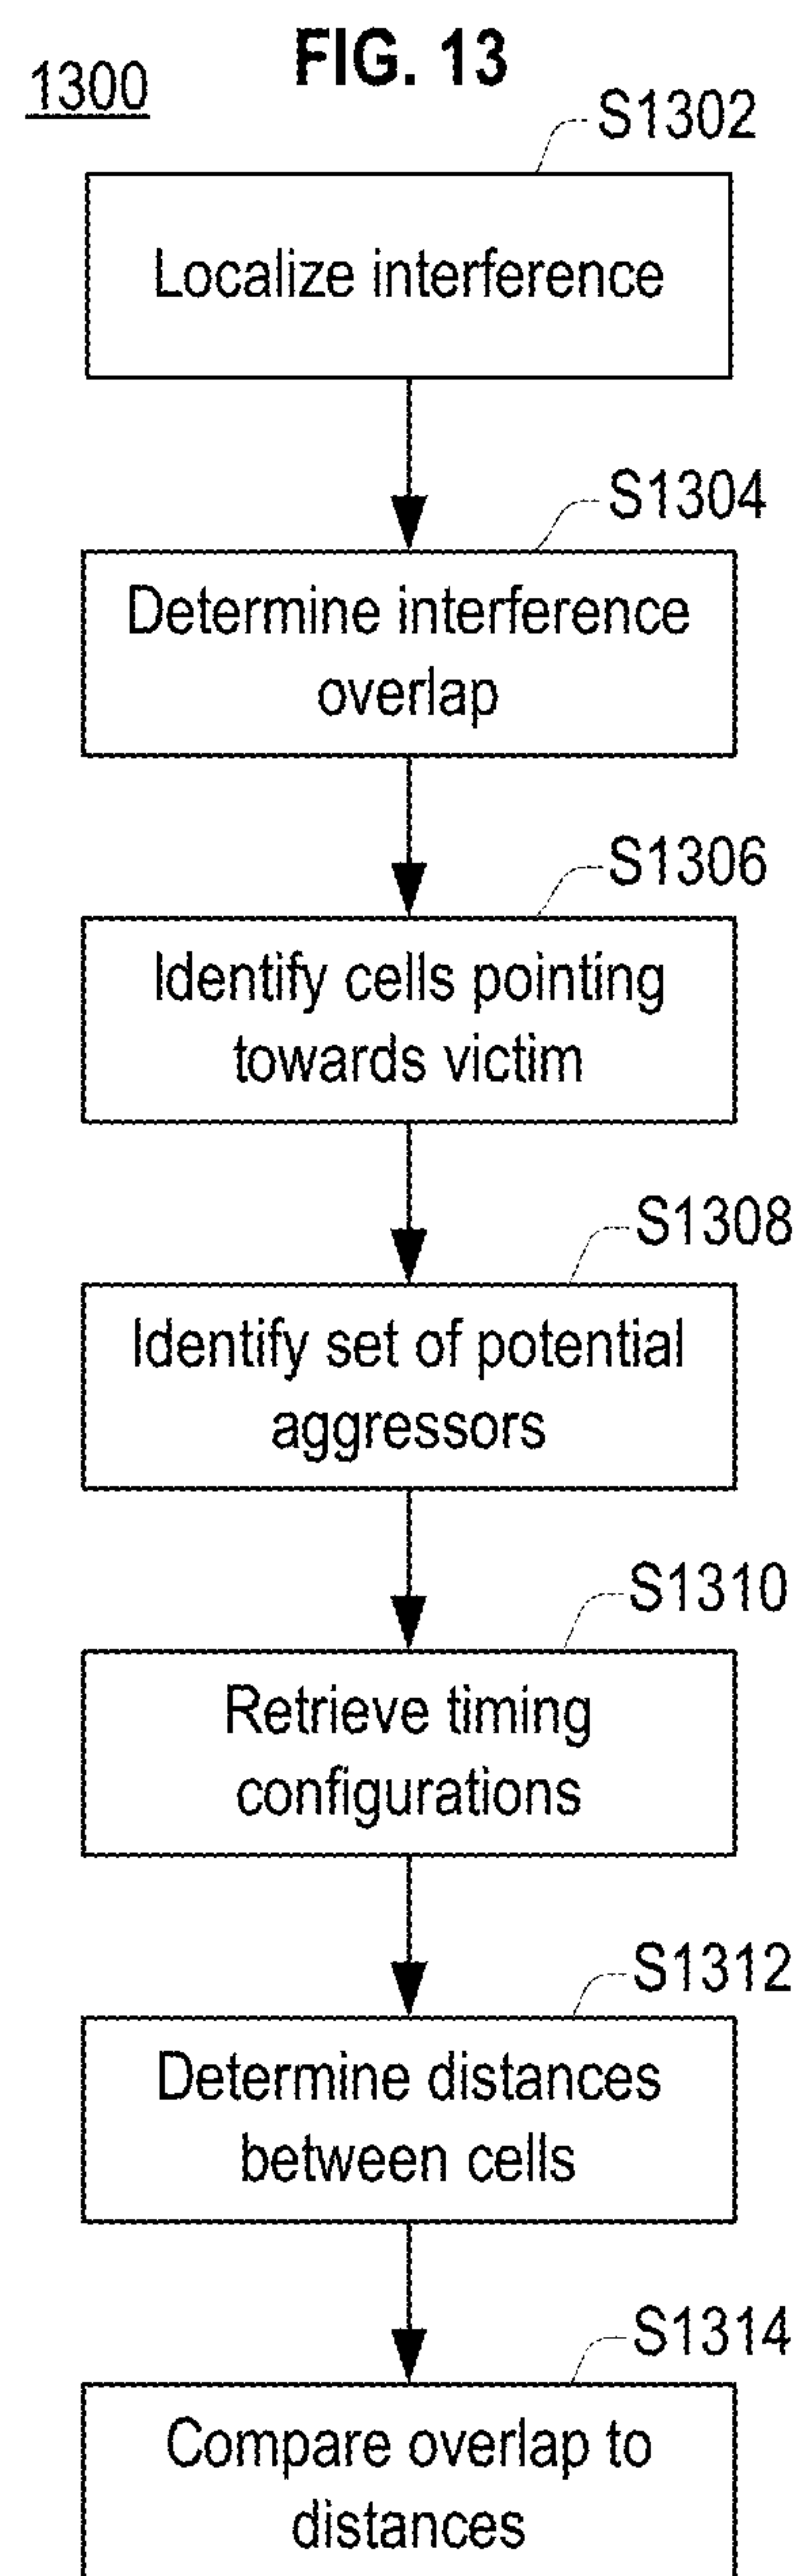 FIG. 13
1300
S1302
Localize interference
S1304
Determine interference
overlap
S1306
Identify cells pointing
towards victim
S1308
Identify set of potential
aggressors
S1310
Retrieve timing
configurations
S1312
Determine distances
between cells
S1314
Compare overlap to
distances